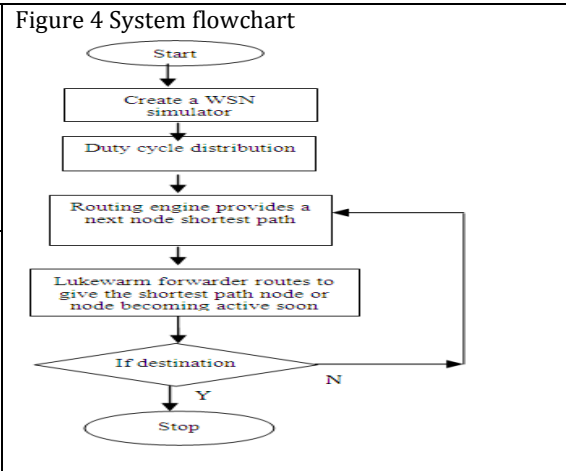 Figure 4 System flowchart
Start
Create a WSN
simulator
Duty cycle distribution
Routing engine provides a
next node shortest path
Lukewarm forwarder routes to
give the shortest path node or
node becoming active soon
If destination
N
Y
Stop